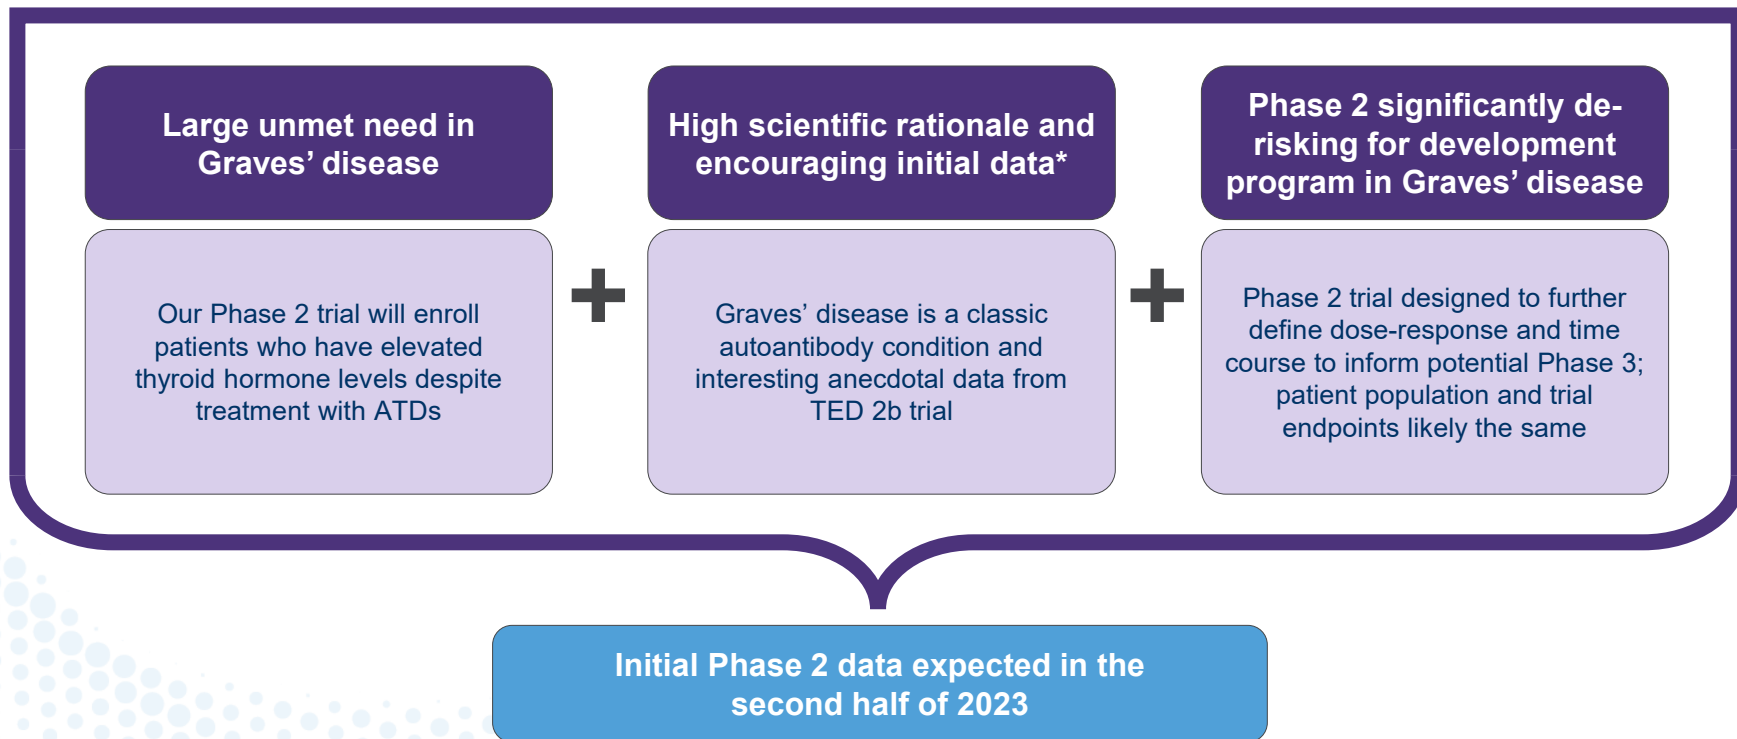 Large unmet need in
Graves’ disease
Our Phase 2 trial will enroll
patients who have elevated
thyroid hormone levels despite
treatment with ATDs
High scientific rationale and
encouraging initial data*
Graves’ disease is a classic
autoantibody condition and
interesting anecdotal data from
TED 2b trial
Phase 2 significantly de-
risking for development
program in Graves’ disease
Phase 2 trial designed to further
define dose-response and time
course to inform potential Phase 3;
patient population and trial
endpoints likely the same
Initial Phase 2 data expected in the
second half of 2023